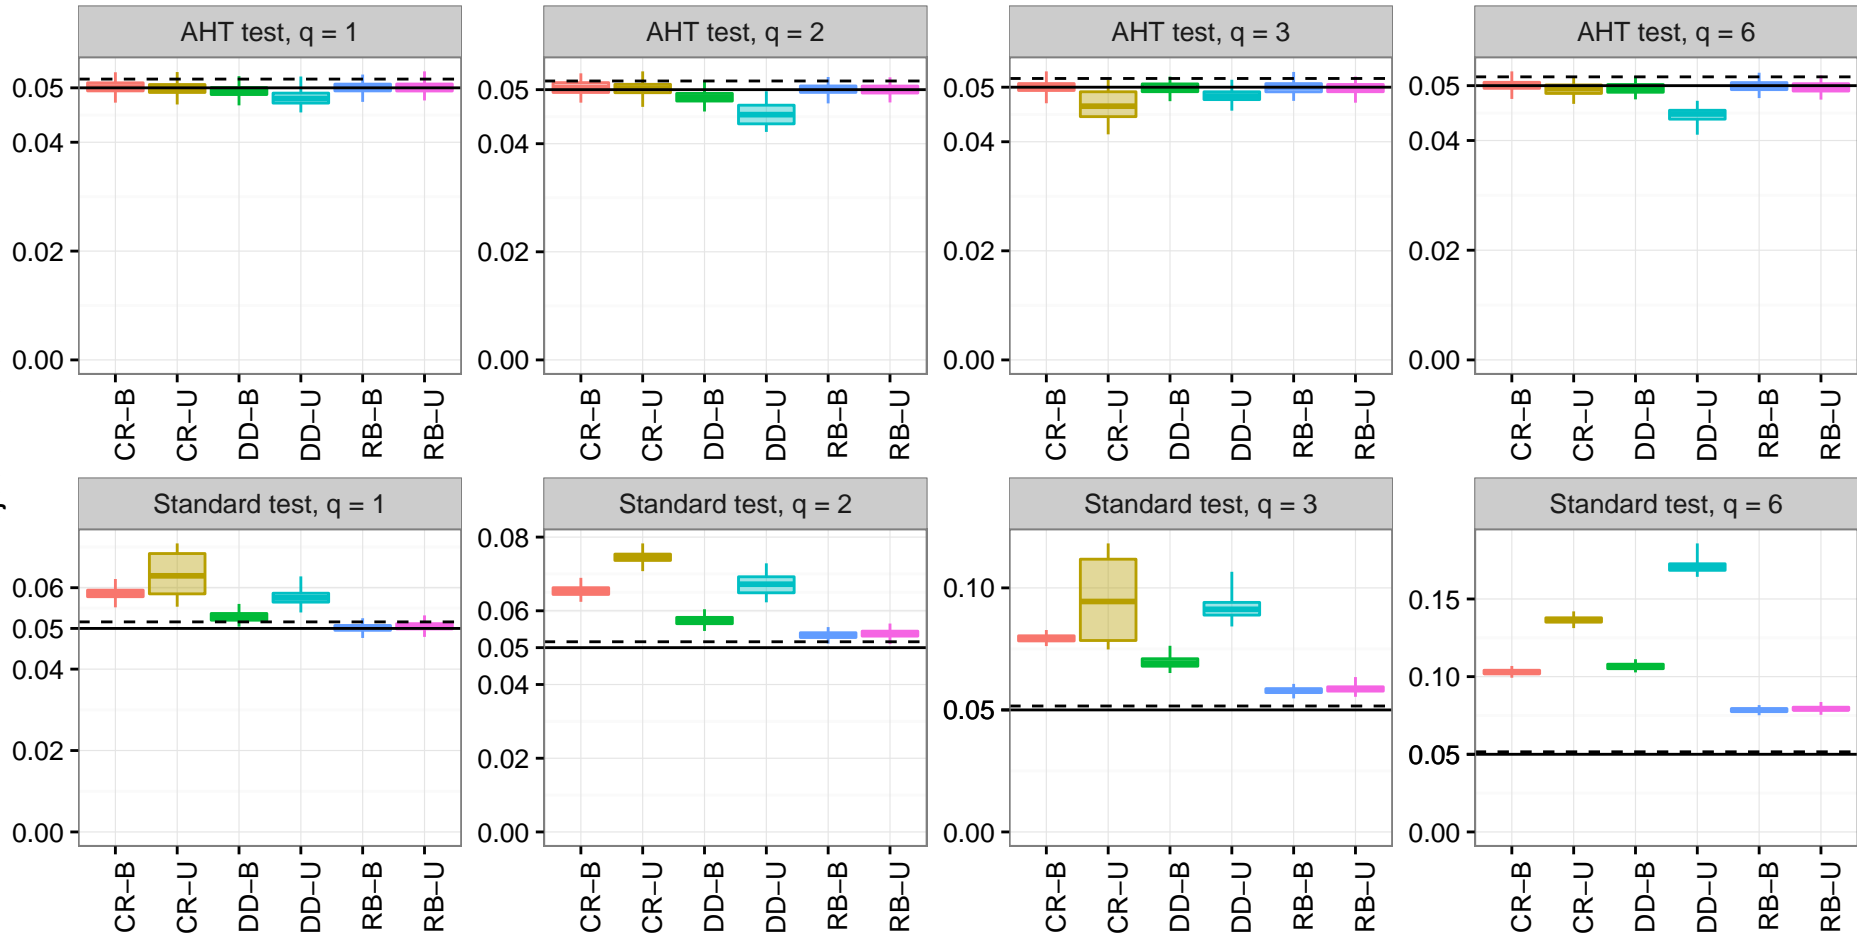 AHT test, q = 1
AHT test, q = 2
AHT test, q = 3
AHT test, q = 6
0.05
0.04
0.02
0.00
0.05
0.04
0.02
0.00
0.05
0.04
0.02
0.00
0.05
0.04
0.02
0.00
CR−B
CR−U
DD−B
DD−U
RB−B
RB−U
CR−B
CR−U
DD−B
DD−U
RB−B
RB−U
CR−B
CR−U
DD−B
DD−U
RB−B
RB−U
CR−B
CR−U
DD−B
DD−U
RB−B
RB−U
Standard test, q = 1
Standard test, q = 2
Standard test, q = 3
Standard test, q = 6
0.06
0.05
0.04
0.02
0.00
0.08
0.06
0.05
0.04
0.02
0.00
0.10
0.05
0.00
0.15
0.10
0.05
0.00
CR−B
CR−U
DD−B
DD−U
RB−B
RB−U
CR−B
CR−U
DD−B
DD−U
RB−B
RB−U
CR−B
CR−U
DD−B
DD−U
RB−B
RB−U
CR−B
CR−U
DD−B
DD−U
RB−B
RB−U